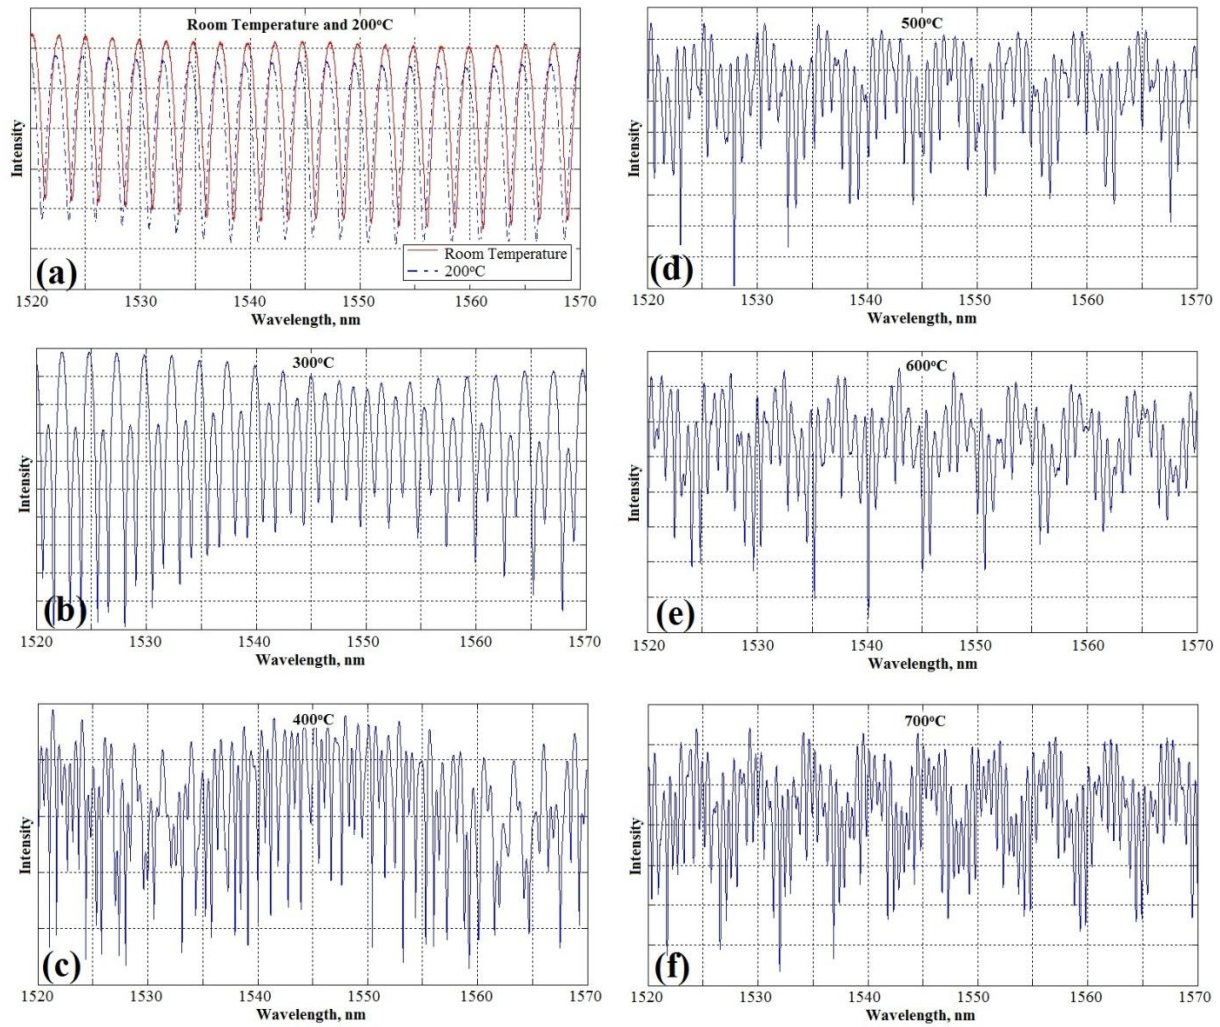 Room Temperature and 200°C
Intensity
Room Temperature
200°C
(a)
1520 1530 1540 1550 1560 1570
Wavelength, nm
300°C
Intensity
(b)
1520 1530 1540 1550 1560 1570
Wavelength, nm
400°C
Intensity
(c)
1520 1530 1540 1550 1560 1570
Wavelength, nm
500°C
Intensity
(d)
1520 1530 1540 1550 1560 1570
Wavelength, nm
600°C
Intensity
(e)
1520 1530 1540 1550 1560 1570
Wavelength, nm
700°C
Intensity
(f)
1520 1530 1540 1550 1560 1570
Wavelength, nm